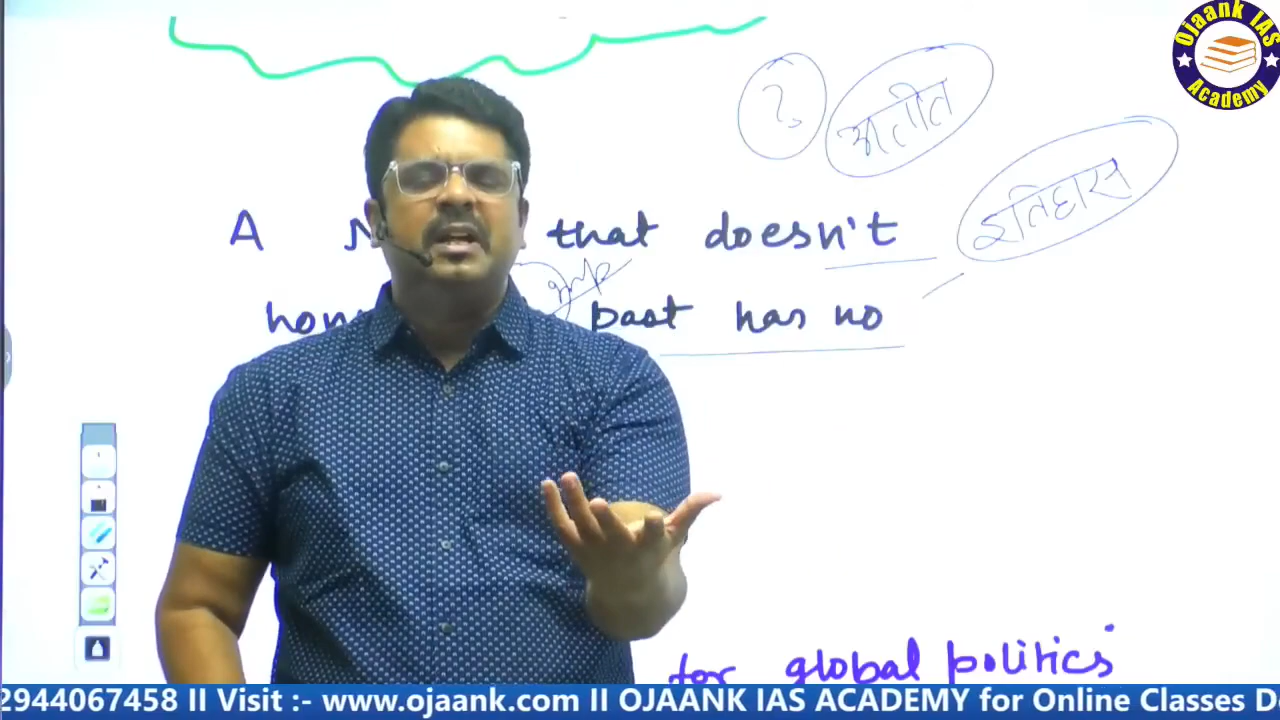 Ojaank IAS
Academy
?
अतीत
इतिहास
A N that doesn't
hon past has no
for global politics
2944067458 II Visit :- www.ojaank.com II OJAANK IAS ACADEMY for Online Classes D